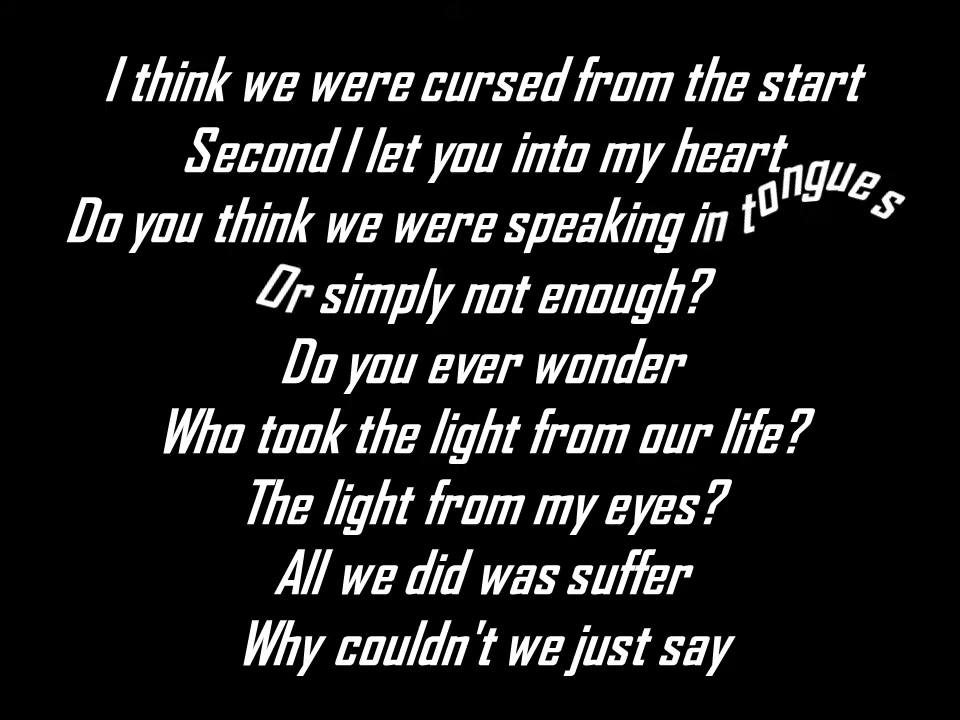 I think we were cursed from the start
Second I let you into my heart
Do you think we were speaking in tongues
Or simply not enough?
Do you ever wonder
Who took the light from our life?
The light from my eyes?
All we did was suffer
Why couldn't we just say